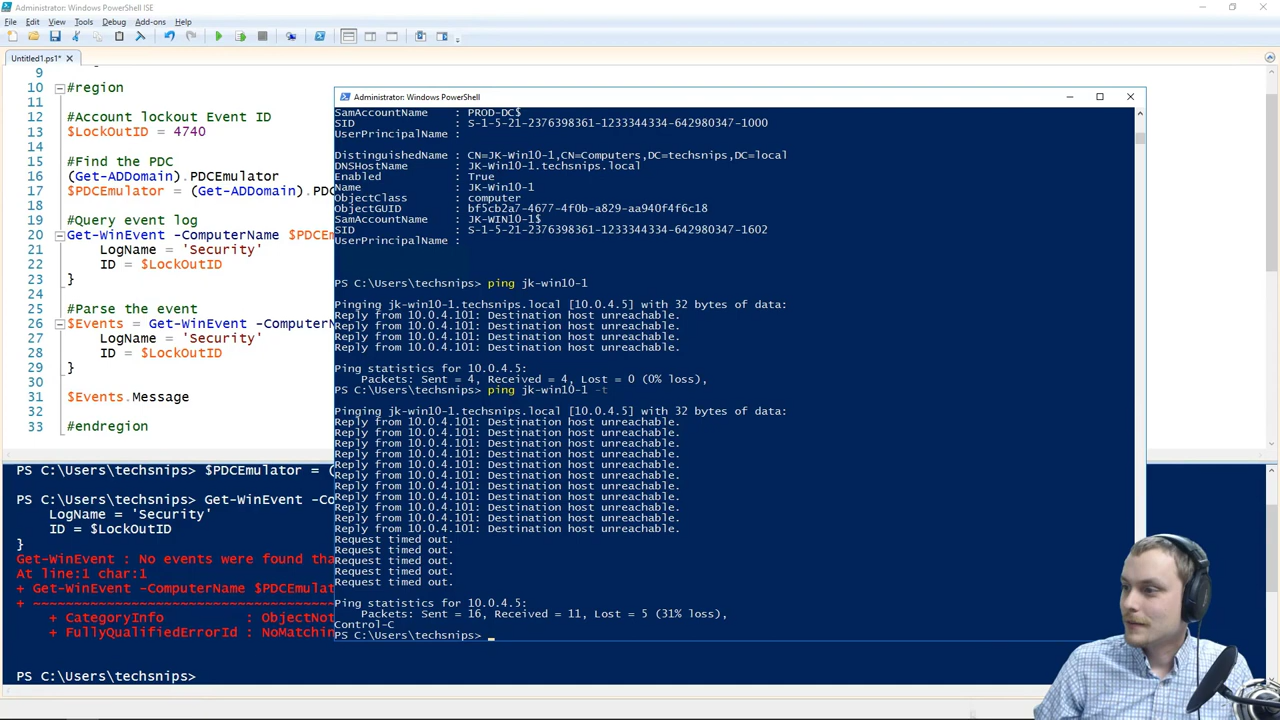 Administrator: Windows PowerShell ISE
File Edit View Tools Debug Add-ons Help
Untitled1.ps1* X
9
10 #region
11
12 #Account lockout Event ID
13 $LockOutID = 4740
14
15 #Find the PDC
16 (Get-ADDomain).PDCEmulator
17 $PDCEmulator = (Get-ADDomain).PDC
18
19 #Query event log
20 Get-WinEvent -ComputerName $PDCEm
21 LogName = 'Security'
22 ID = $LockOutID
23 }
24
25 #Parse the event
26 $Events = Get-WinEvent -ComputerN
27 LogName = 'Security'
28 ID = $LockOutID
29 }
30
31 $Events.Message
32
33 #endregion
PS C:\Users\techsnips> $PDCEmulator = (
PS C:\Users\techsnips> Get-WinEvent -Co
LogName = 'Security'
ID = $LockOutID
}
Get-WinEvent : No events were found tha
At line:1 char:1
+ Get-WinEvent -ComputerName $PDCEmulat
+ ~~~~~~~~~~~~~~~~~~~~~~~~~~~~~~~~~~~~~
+ CategoryInfo : ObjectNot
+ FullyQualifiedErrorId : NoMatchin
PS C:\Users\techsnips>
Administrator: Windows PowerShell
SamAccountName : PROD-DC$
SID : S-1-5-21-2376398361-1233344334-642980347-1000
UserPrincipalName :
DistinguishedName : CN=JK-Win10-1,CN=Computers,DC=techsnips,DC=local
DNSHostName : JK-Win10-1.techsnips.local
Enabled : True
Name : JK-Win10-1
ObjectClass : computer
ObjectGUID : bf5cb2a7-4677-4f0b-a829-aa940f4f6c18
SamAccountName : JK-WIN10-1$
SID : S-1-5-21-2376398361-1233344334-642980347-1602
UserPrincipalName :
PS C:\Users\techsnips> ping jk-win10-1
Pinging jk-win10-1.techsnips.local [10.0.4.5] with 32 bytes of data:
Reply from 10.0.4.101: Destination host unreachable.
Reply from 10.0.4.101: Destination host unreachable.
Reply from 10.0.4.101: Destination host unreachable.
Reply from 10.0.4.101: Destination host unreachable.
Ping statistics for 10.0.4.5:
Packets: Sent = 4, Received = 4, Lost = 0 (0% loss),
PS C:\Users\techsnips> ping jk-win10-1 -t
Pinging jk-win10-1.techsnips.local [10.0.4.5] with 32 bytes of data:
Reply from 10.0.4.101: Destination host unreachable.
Reply from 10.0.4.101: Destination host unreachable.
Reply from 10.0.4.101: Destination host unreachable.
Reply from 10.0.4.101: Destination host unreachable.
Reply from 10.0.4.101: Destination host unreachable.
Reply from 10.0.4.101: Destination host unreachable.
Reply from 10.0.4.101: Destination host unreachable.
Reply from 10.0.4.101: Destination host unreachable.
Reply from 10.0.4.101: Destination host unreachable.
Reply from 10.0.4.101: Destination host unreachable.
Reply from 10.0.4.101: Destination host unreachable.
Request timed out.
Request timed out.
Request timed out.
Request timed out.
Request timed out.
Ping statistics for 10.0.4.5:
Packets: Sent = 16, Received = 11, Lost = 5 (31% loss),
Control-C
PS C:\Users\techsnips> _